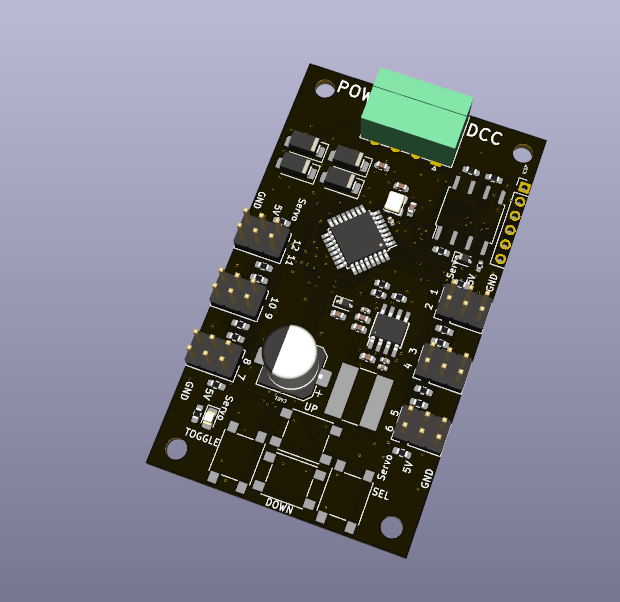 POW
DCC
GND
5V
Servo
12
11
10
9
8
7
Servo
5V
GND
1
2
3
4
5
6
GND
5V
Servo
TOGGLE
UP
+
Servo
5V
GND
SEL
DOWN